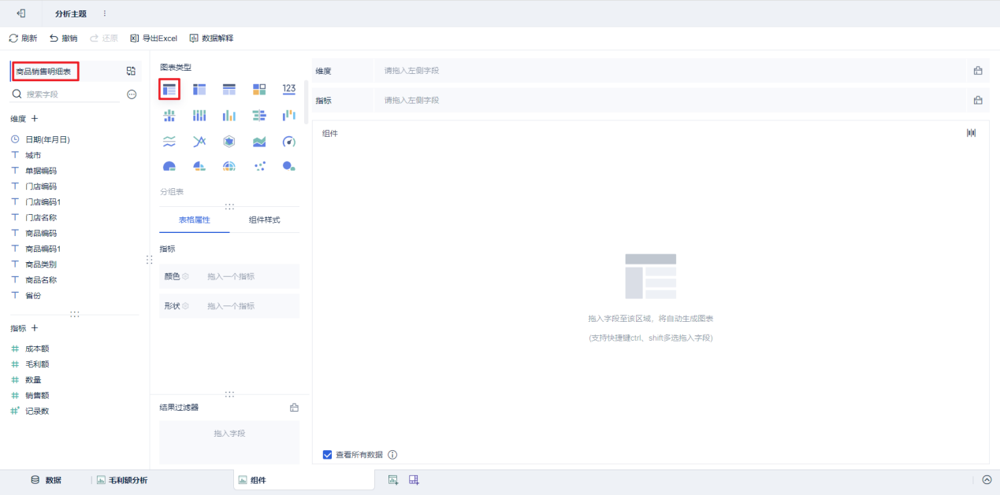 分析主题
刷新 撤销 还原 导出Excel 数据解释
商品销售明细表
搜索字段
维度 +
日期(年月日)
城市
单据编码
门店编码
门店编码1
门店名称
商品编码
商品编码1
商品类别
商品名称
省份
指标 +
成本额
毛利额
数量
销售额
记录数
图表类型
123
分组表
表格属性 组件样式
指标
颜色 拖入一个指标
形状 拖入一个指标
结果过滤器
拖入字段
维度 请拖入左侧字段
指标 请拖入左侧字段
组件
拖入字段至该区域，将自动生成图表
(支持快捷键ctrl、shift多选拖入字段)
查看所有数据
数据 毛利额分析 组件